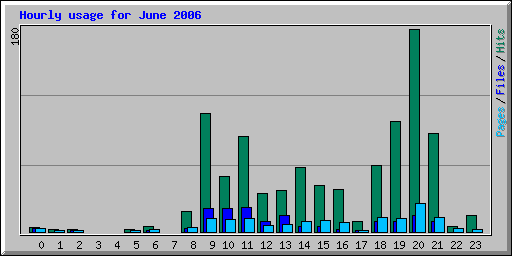 Hourly usage for June 2006
180
Pages/Files/Hits
0 1 2 3 4 5 6 7 8 9 10 11 12 13 14 15 16 17 18 19 20 21 22 23